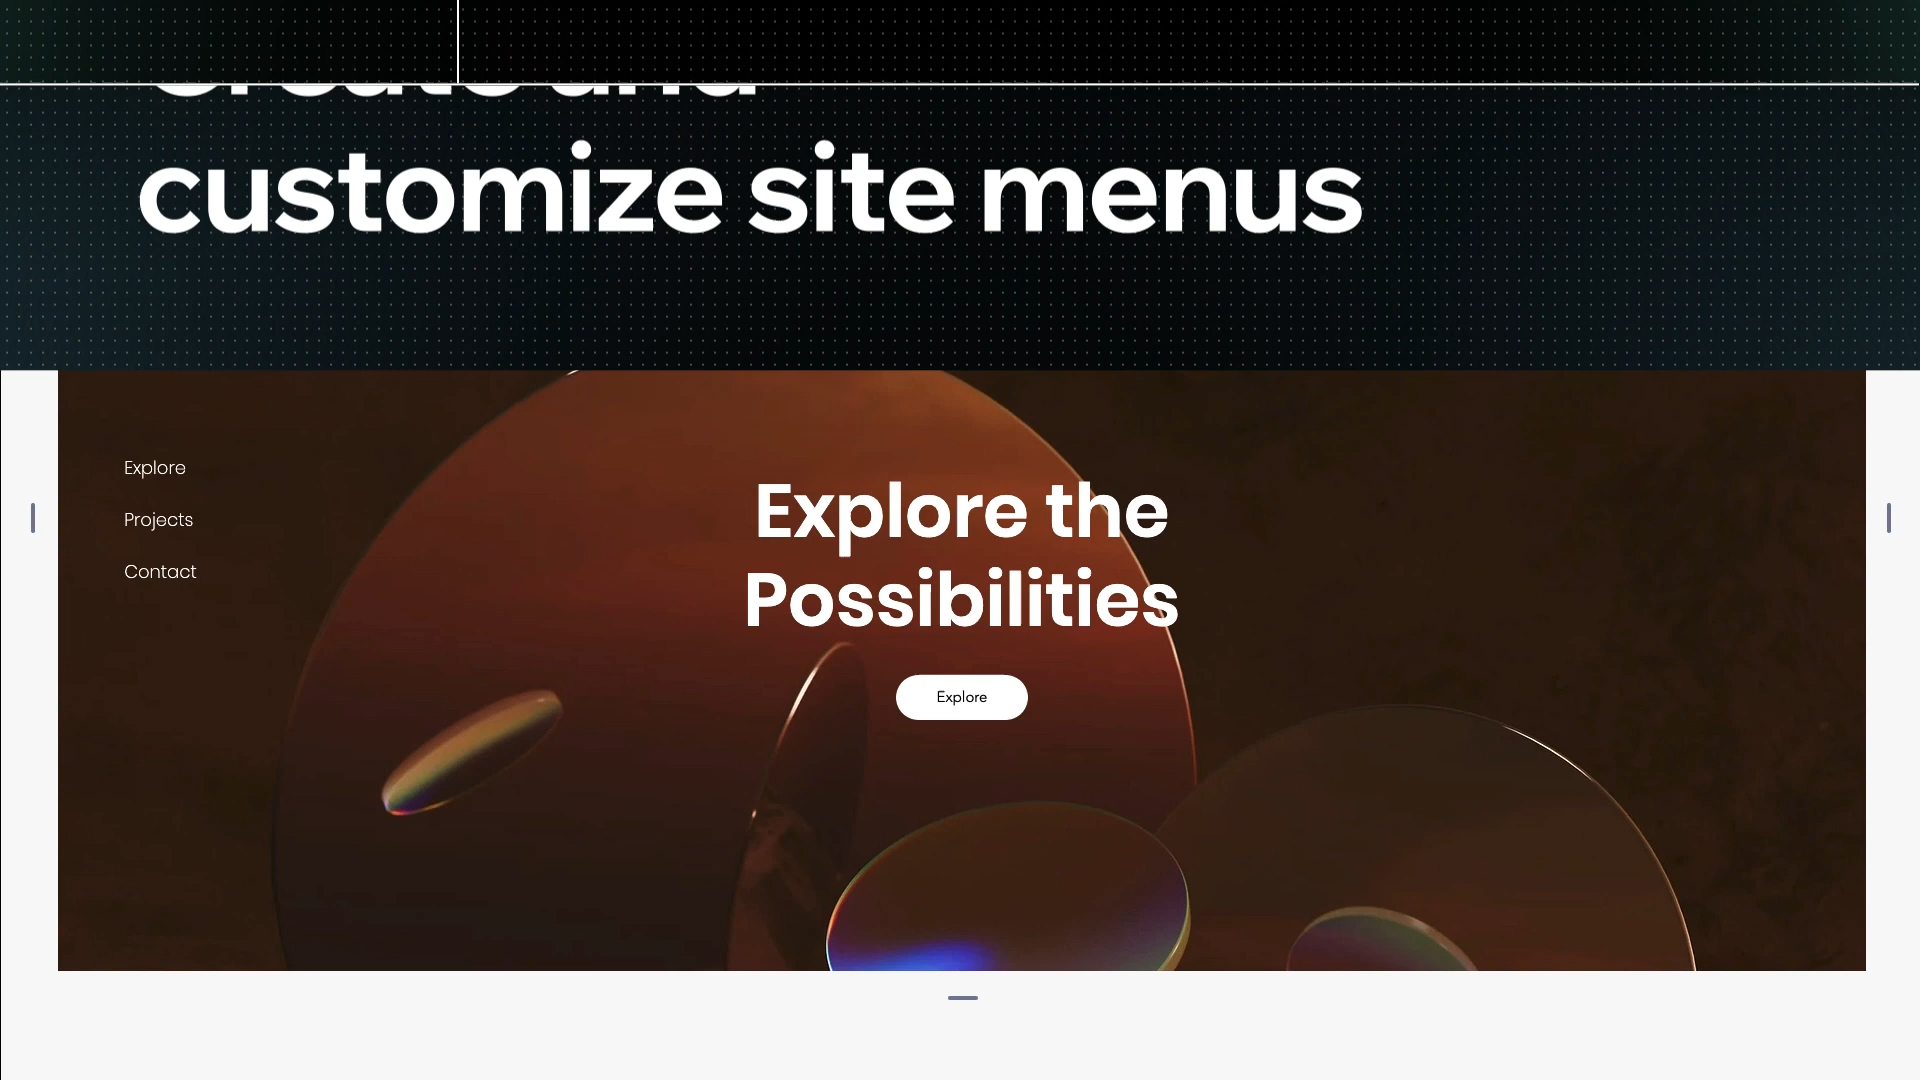 customize site menus
Explore
Projects
Contact
Explore the
Possibilities
Explore